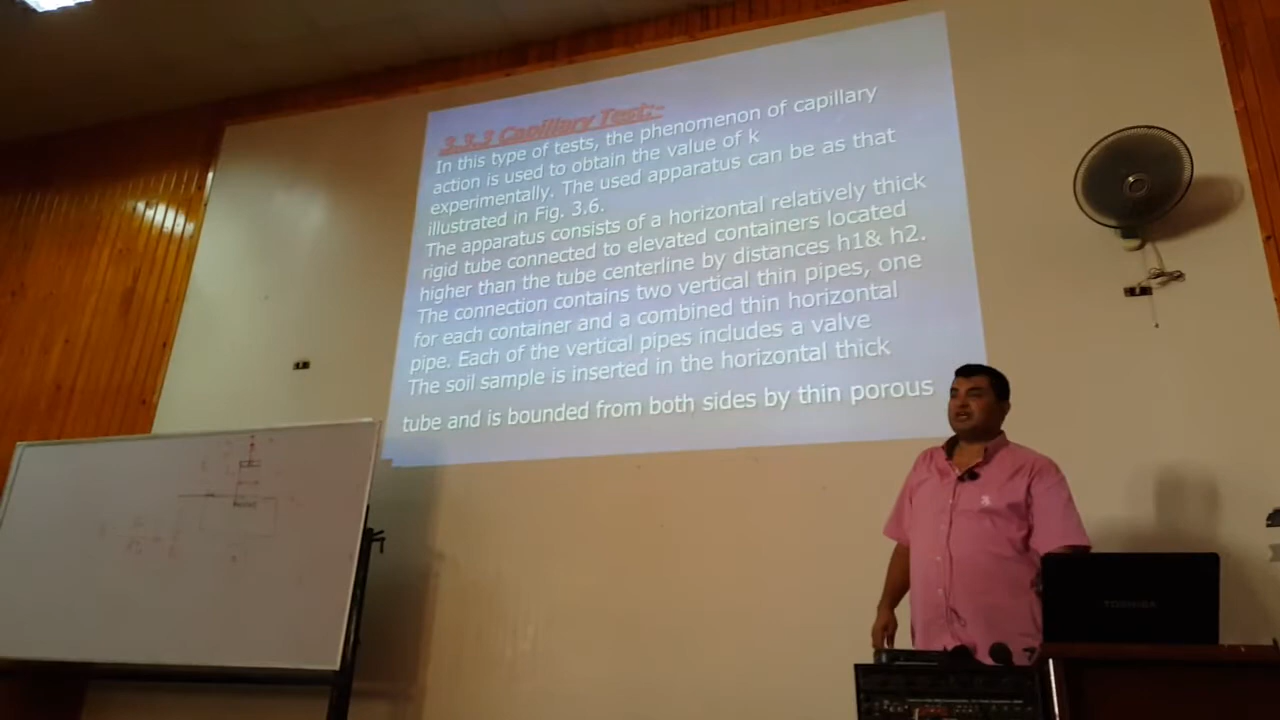 3.3.3 Capillary Test:-
In this type of tests, the phenomenon of capillary
action is used to obtain the value of k
experimentally. The used apparatus can be as that
illustrated in Fig. 3.6.
The apparatus consists of a horizontal relatively thick
rigid tube connected to elevated containers located
higher than the tube centerline by distances h1& h2.
The connection contains two vertical thin pipes, one
for each container and a combined thin horizontal
pipe. Each of the vertical pipes includes a valve
The soil sample is inserted in the horizontal thick
tube and is bounded from both sides by thin porous
TOSHIBA